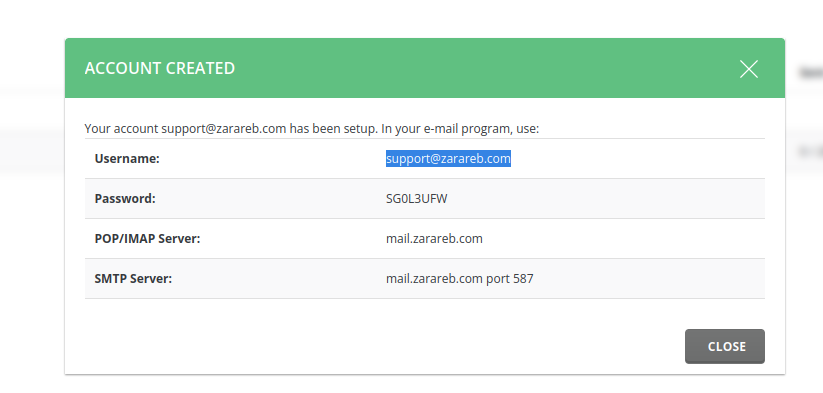 ACCOUNT CREATED
Your account support@zarareb.com has been setup. In your e-mail program, use:
Username: support@zarareb.com
Password: SG0L3UFW
POP/IMAP Server: mail.zarareb.com
SMTP Server: mail.zarareb.com port 587
CLOSE